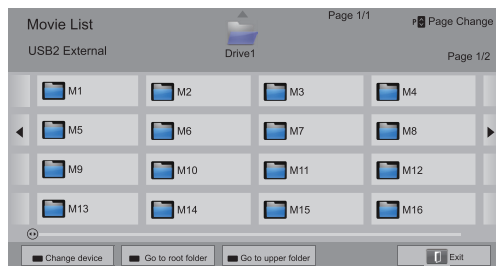 Movie List
Page 1/1
P Page Change
USB2 External
Drive1
Page 1/2
M1 M2 M3 M4
M5 M6 M7 M8
M9 M10 M11 M12
M13 M14 M15 M16
Change device Go to root folder Go to upper folder Exit